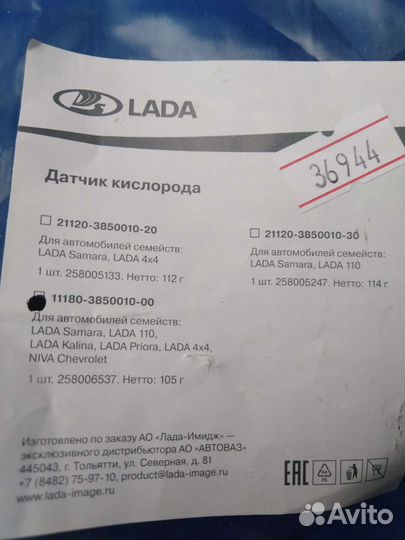 LADA
36944
Датчик кислорода
21120-3850010-20
Для автомобилей семейств:
LADA Samara, LADA 4x4
1 шт. 258005133. Нетто: 112 г
21120-3850010-30
Для автомобилей семейств:
LADA Samara, LADA 110
1 шт. 258005247. Нетто: 114 г
11180-3850010-00
Для автомобилей семейств:
LADA Samara, LADA 110,
LADA Kalina, LADA Priora, LADA 4x4,
NIVA Chevrolet
1 шт. 258006537. Нетто: 105 г
Изготовлено по заказу АО «Лада-Имидж» —
эксклюзивного дистрибьютора АО «АВТОВАЗ»
445043, г. Тольятти, ул. Северная, д. 81
+7 (8482) 75-97-10, product@lada-image.ru
www.lada-image.ru
EAC
Avito